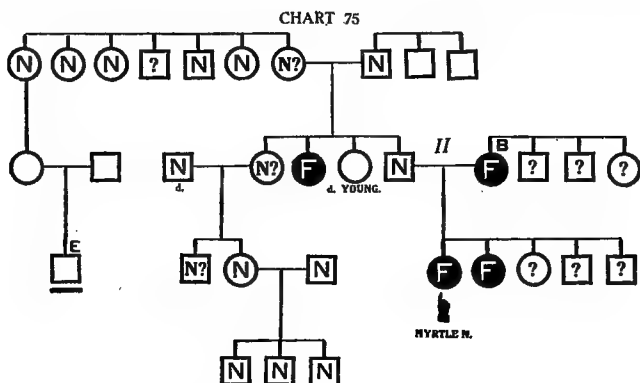 CHART 75
N N N ? N N N? N
N N? F N II F B ? ? ?
d. d. YOUNG.
E N? N N F F ? ? ?
MYRTLE N.
N N N